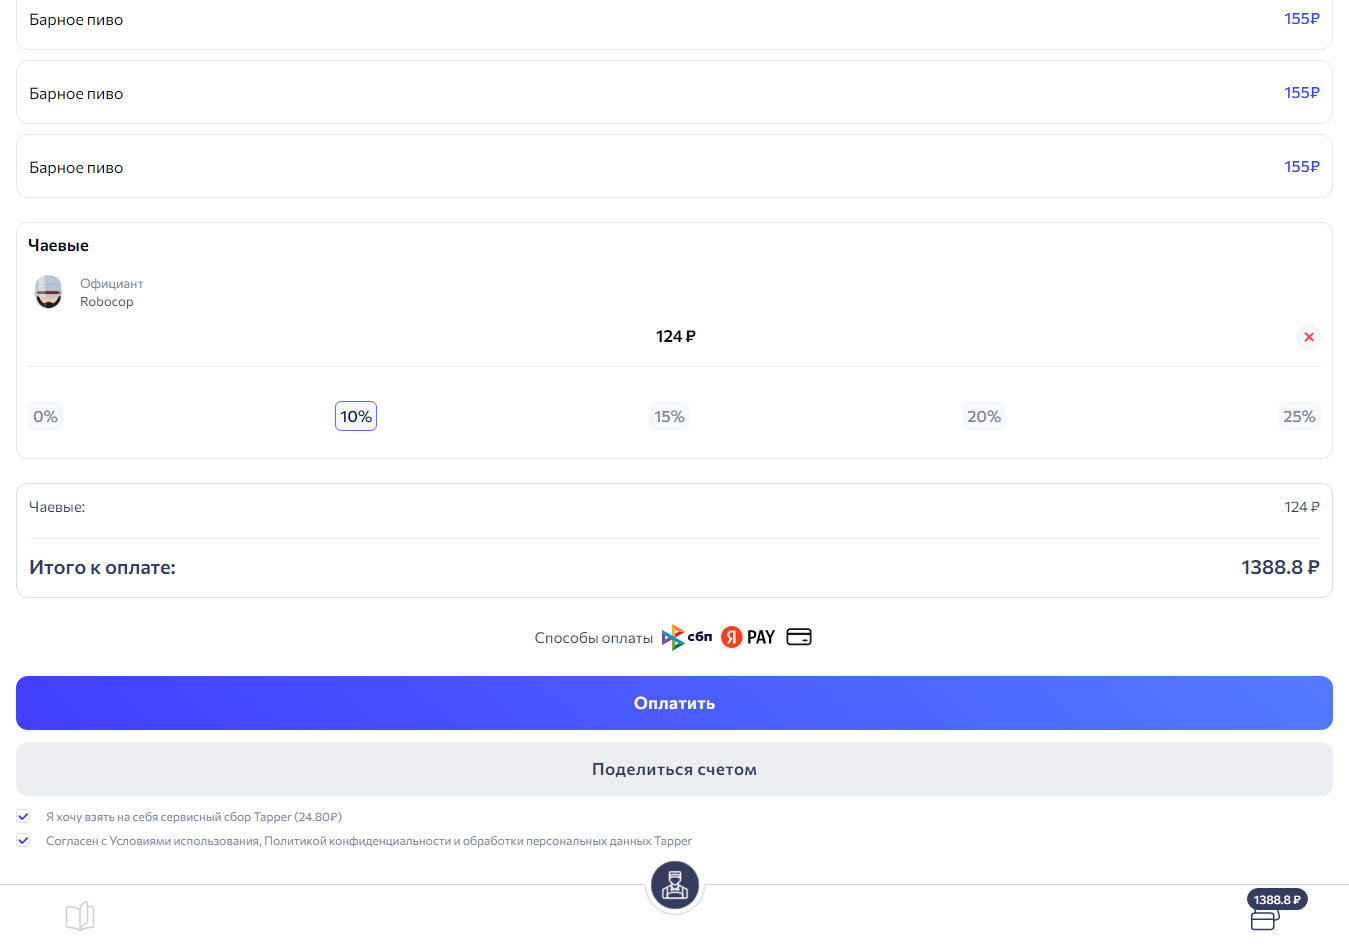 Барное пиво 155₽
Барное пиво 155₽
Барное пиво 155₽
Чаевые
Официант
Robocop
124 ₽
0% 10% 15% 20% 25%
Чаевые: 124 ₽
Итого к оплате: 1388.8 ₽
Способы оплаты сбп Я PAY
Оплатить
Поделиться счетом
Я хочу взять на себя сервисный сбор Tapper (24.80₽)
Согласен с Условиями использования, Политикой конфиденциальности и обработки персональных данных Tapper
1388.8 ₽